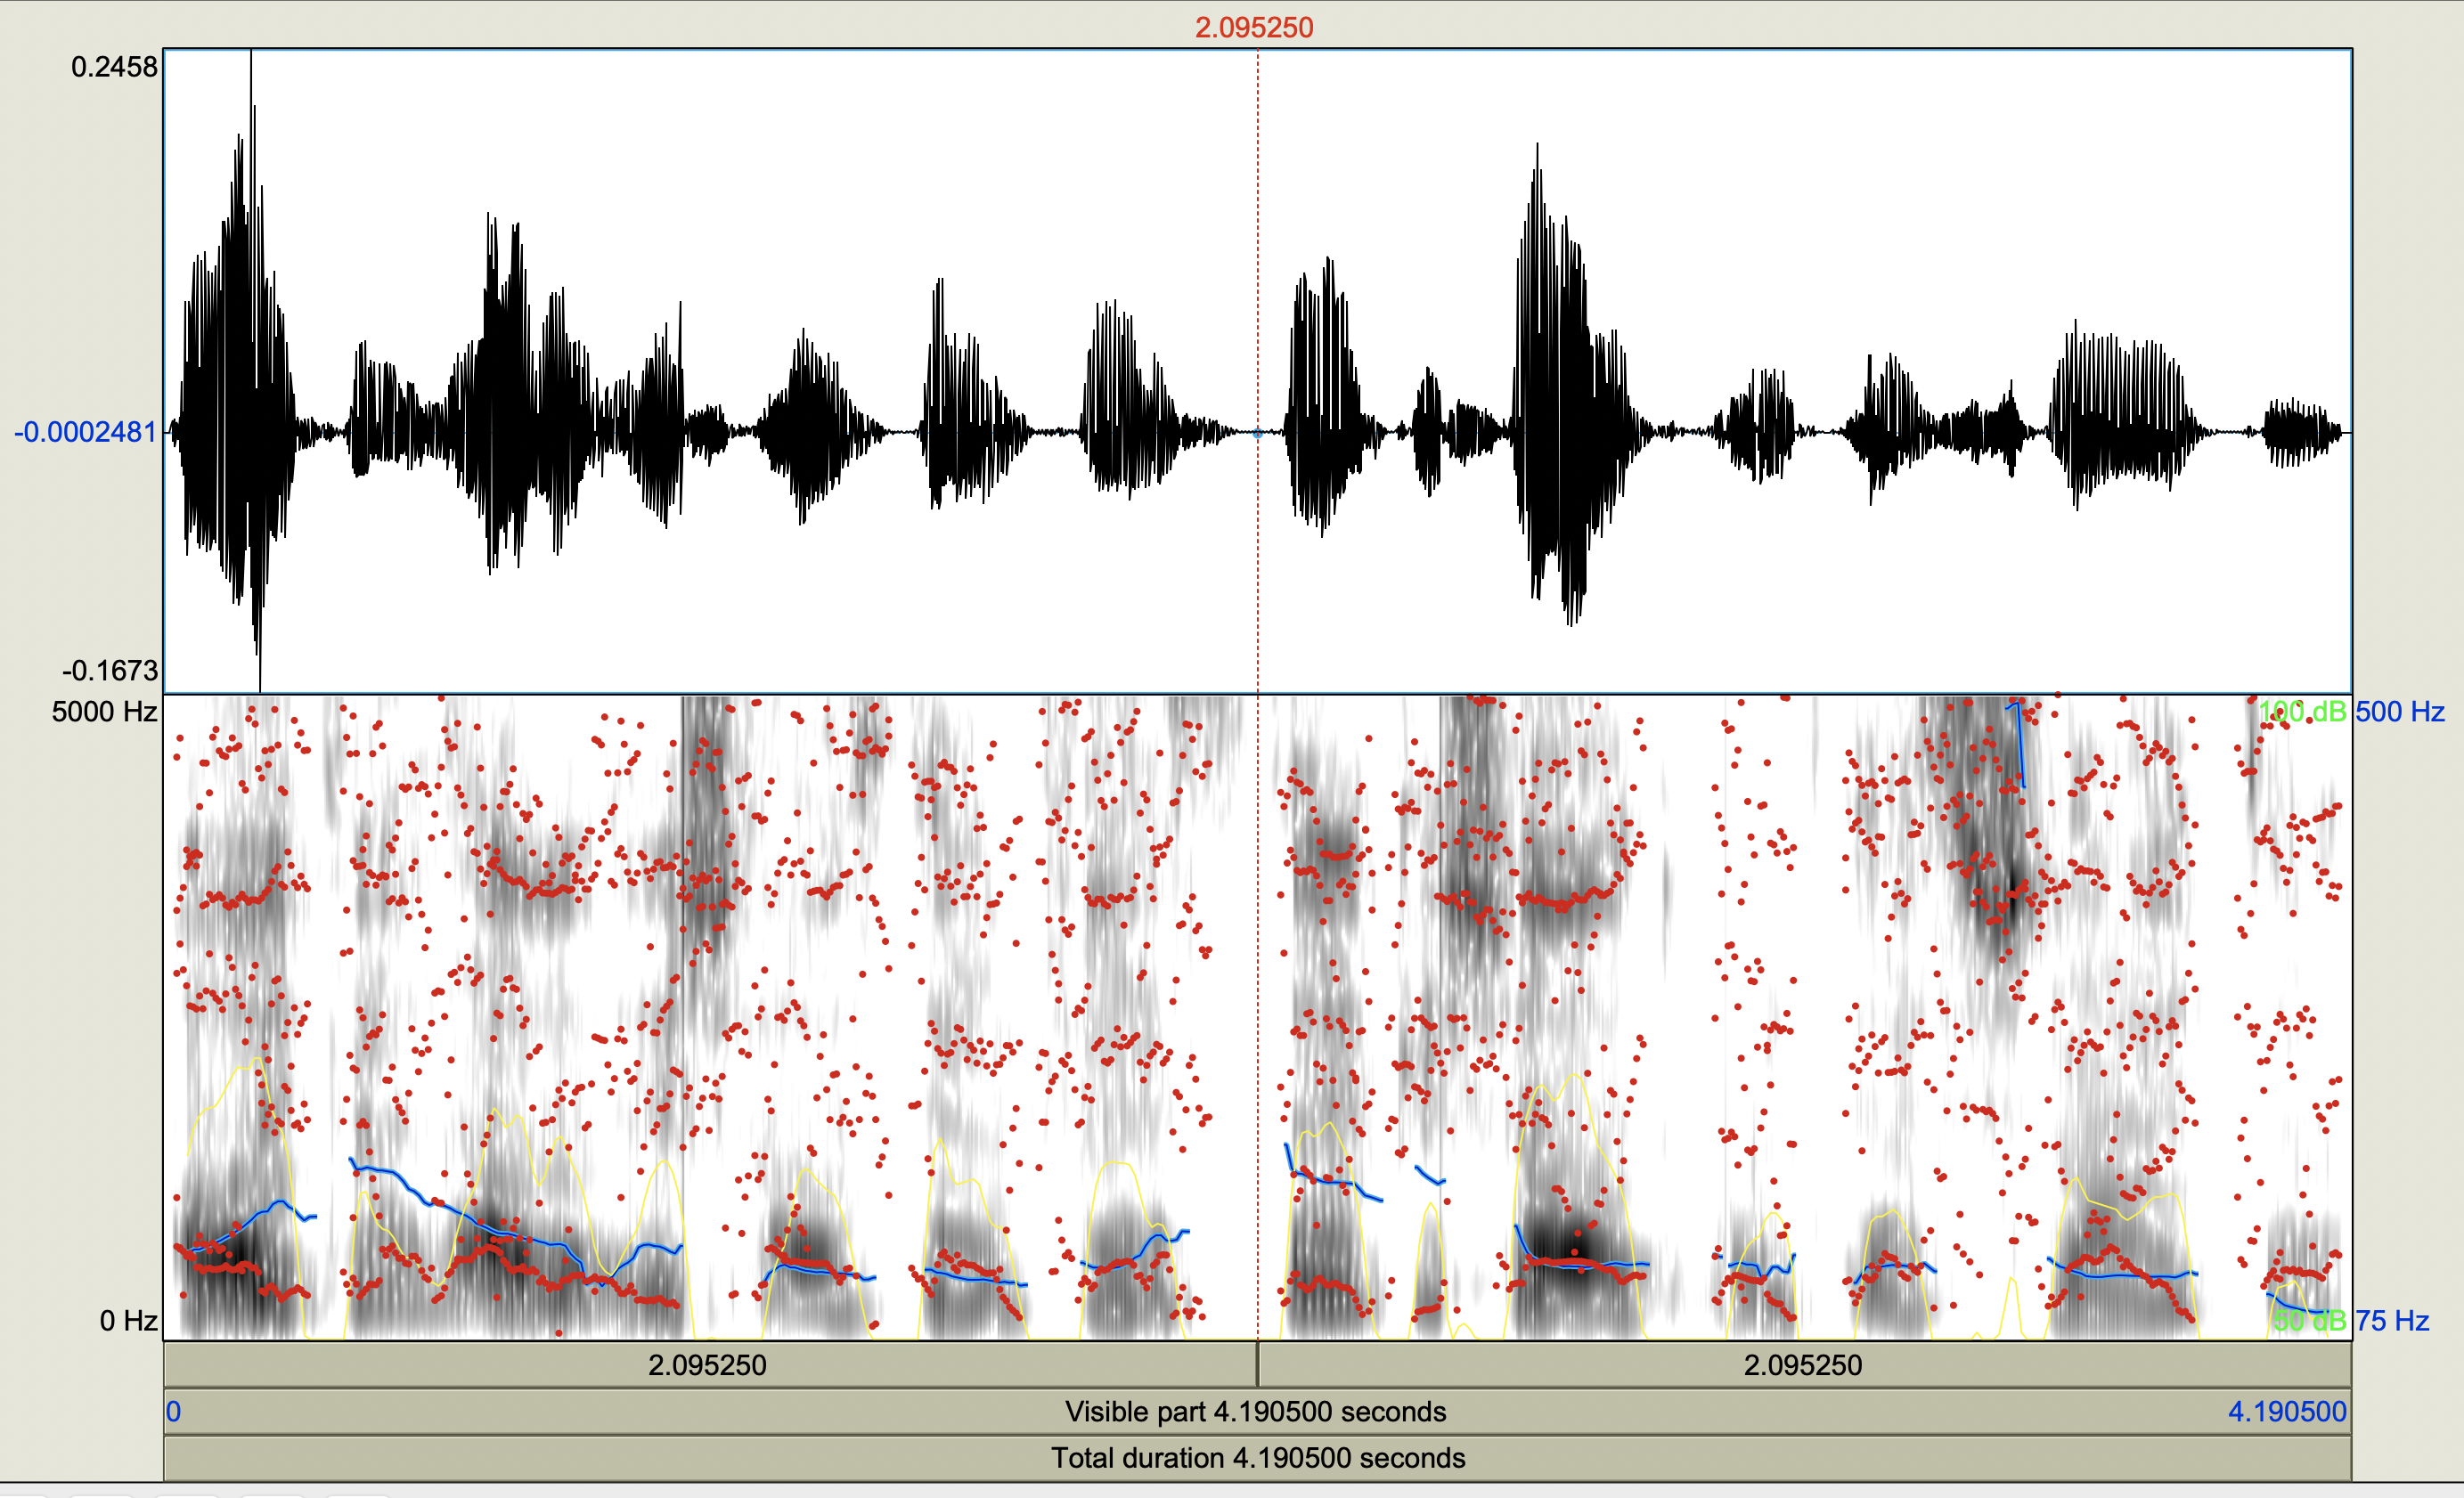 2.095250
0.2458
-0.0002481
-0.1673
5000 Hz
100 dB
500 Hz
0 Hz
50 dB
75 Hz
2.095250
2.095250
0
Visible part 4.190500 seconds
4.190500
Total duration 4.190500 seconds